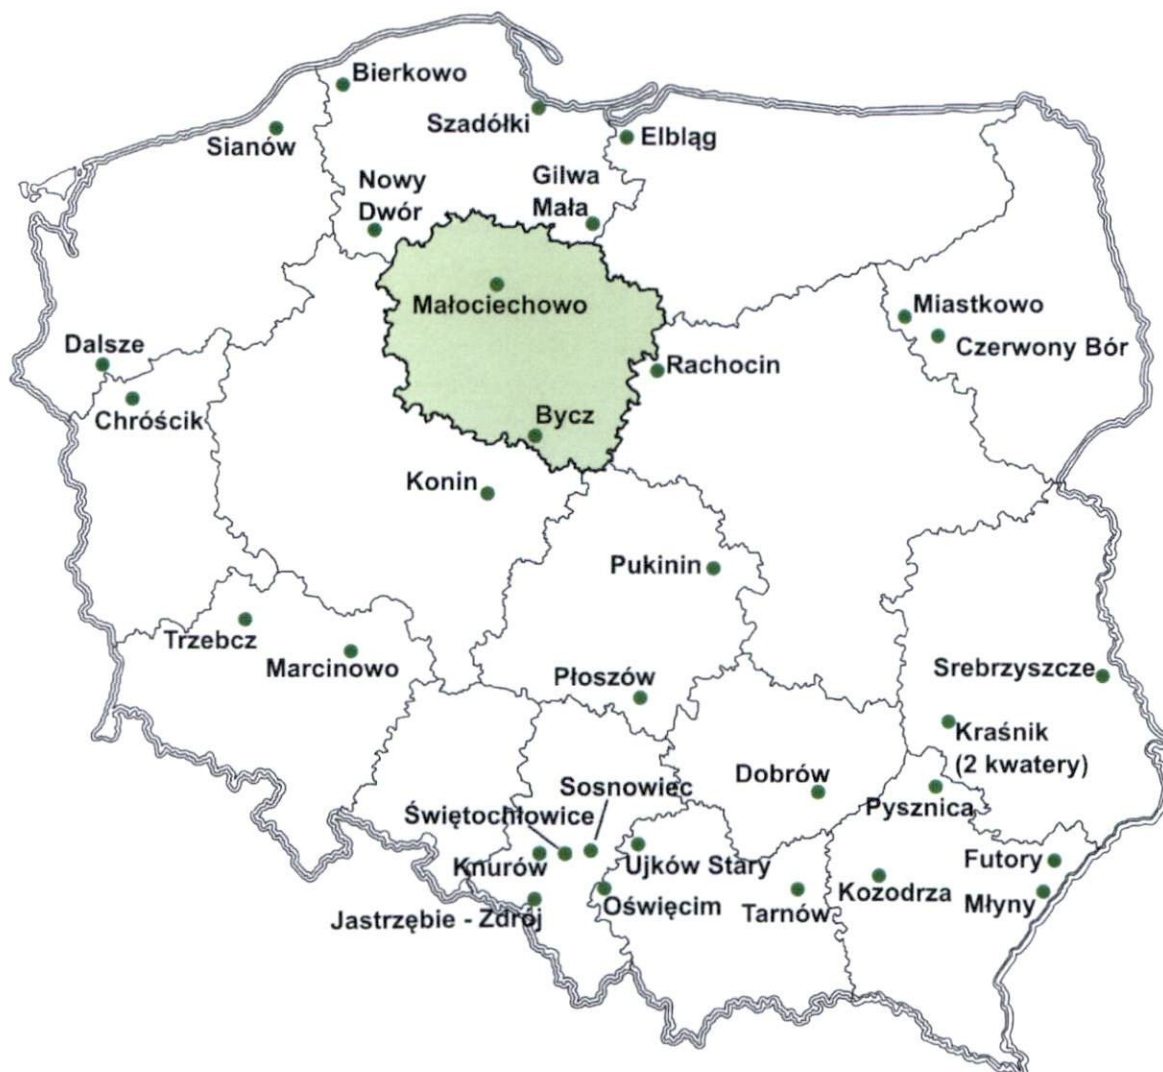 Bierkowo
Szadółki
Sianów
Elbląg
Nowy
Dwór
Gilwa
Mała
Małociechowo
Miastkowo
Czerwony Bór
Dalsze
Rachocin
Chróścik
Bycz
Konin
Pukinin
Trzebcz
Marcinowo
Płoszów
Srebrzyszcze
Kraśnik
(2 kwatery)
Dobrów
Sosnowiec
Pysznica
Świętochłowice
Knurów
Ujków Stary
Futory
Kozodrza
Młyny
Oświęcim
Tarnów
Jastrzębie - Zdrój